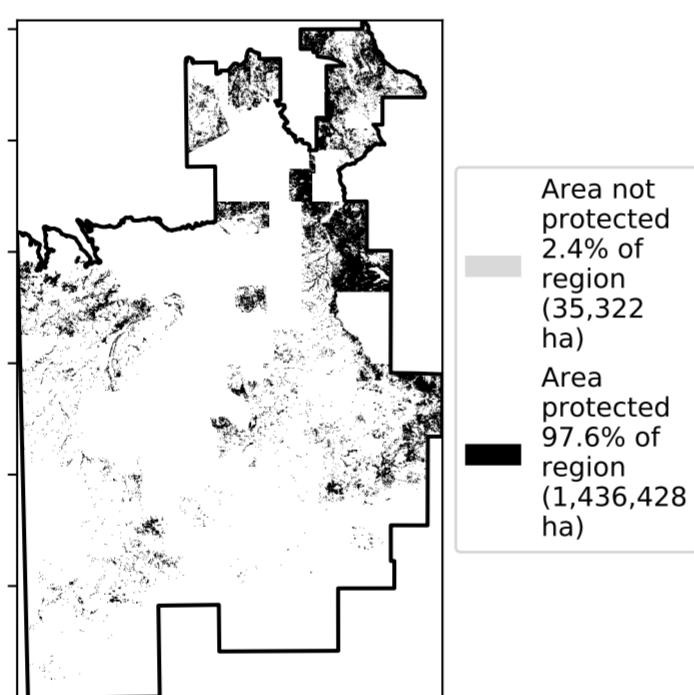 Area not
protected
2.4% of
region
(35,322
ha)
Area
protected
97.6% of
region
(1,436,428
ha)